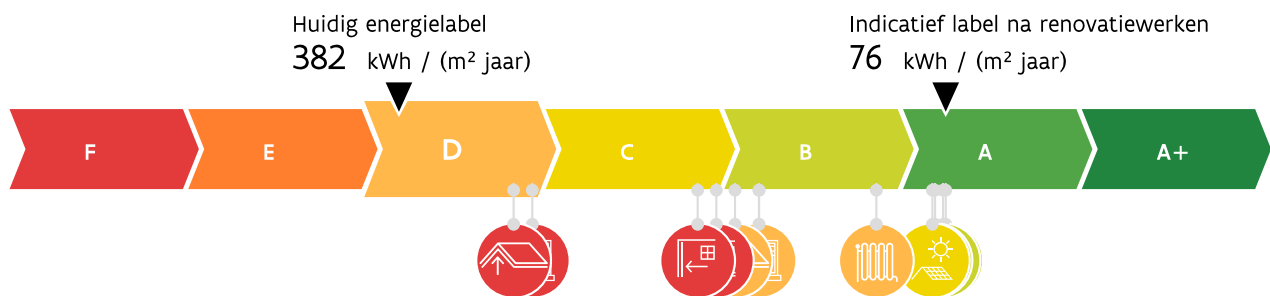 Huidig energielabel
382 kWh / (m² jaar)
Indicatief label na renovatiewerken
76 kWh / (m² jaar)
F E D C B A A+